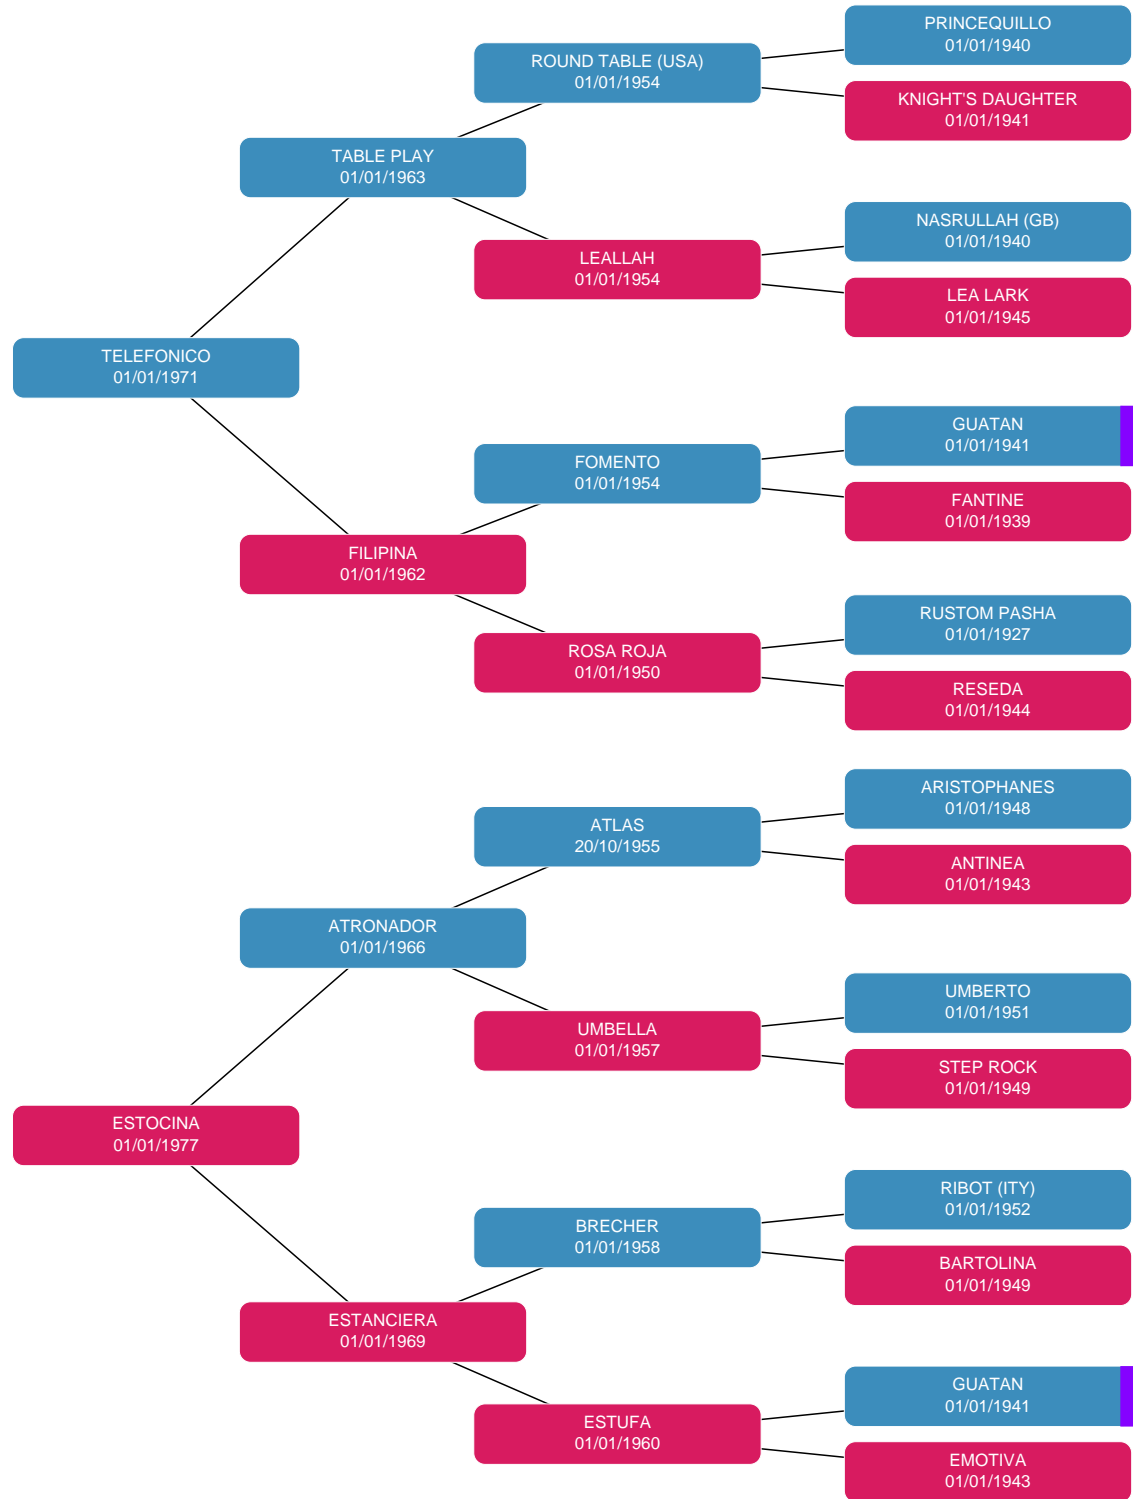 PRINCEQUILLO
01/01/1940
ROUND TABLE (USA)
01/01/1954
KNIGHT'S DAUGHTER
01/01/1941
TABLE PLAY
01/01/1963
NASRULLAH (GB)
01/01/1940
LEALLAH
01/01/1954
LEA LARK
01/01/1945
TELEFONICO
01/01/1971
GUATAN
01/01/1941
FOMENTO
01/01/1954
FANTINE
01/01/1939
FILIPINA
01/01/1962
RUSTOM PASHA
01/01/1927
ROSA ROJA
01/01/1950
RESEDA
01/01/1944
ARISTOPHANES
01/01/1948
ATLAS
20/10/1955
ANTINEA
01/01/1943
ATRONADOR
01/01/1966
UMBERTO
01/01/1951
UMBELLA
01/01/1957
STEP ROCK
01/01/1949
ESTOCINA
01/01/1977
RIBOT (ITY)
01/01/1952
BRECHER
01/01/1958
BARTOLINA
01/01/1949
ESTANCIERA
01/01/1969
GUATAN
01/01/1941
ESTUFA
01/01/1960
EMOTIVA
01/01/1943